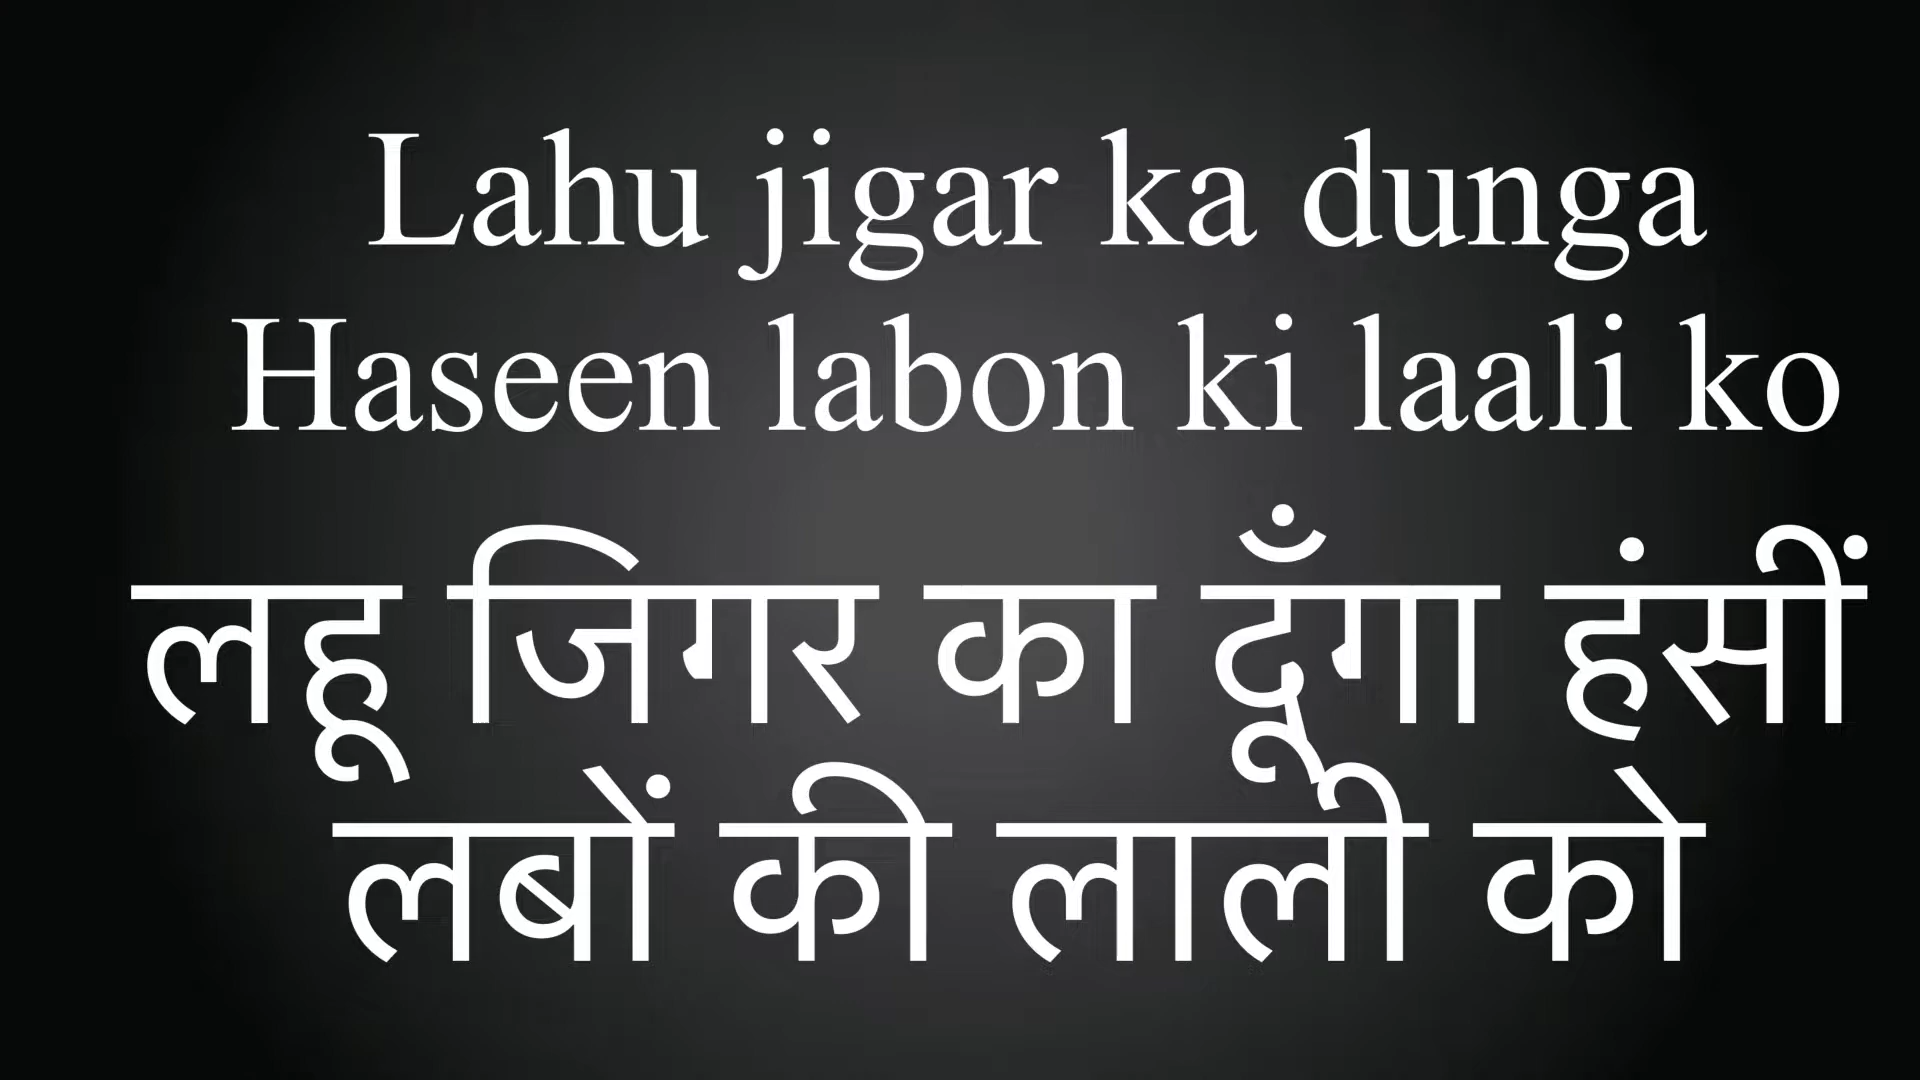 Lahu jigar ka dunga
Haseen labon ki laali ko
लहू जिगर का दूँगा हंसीं
लबों की लाली को